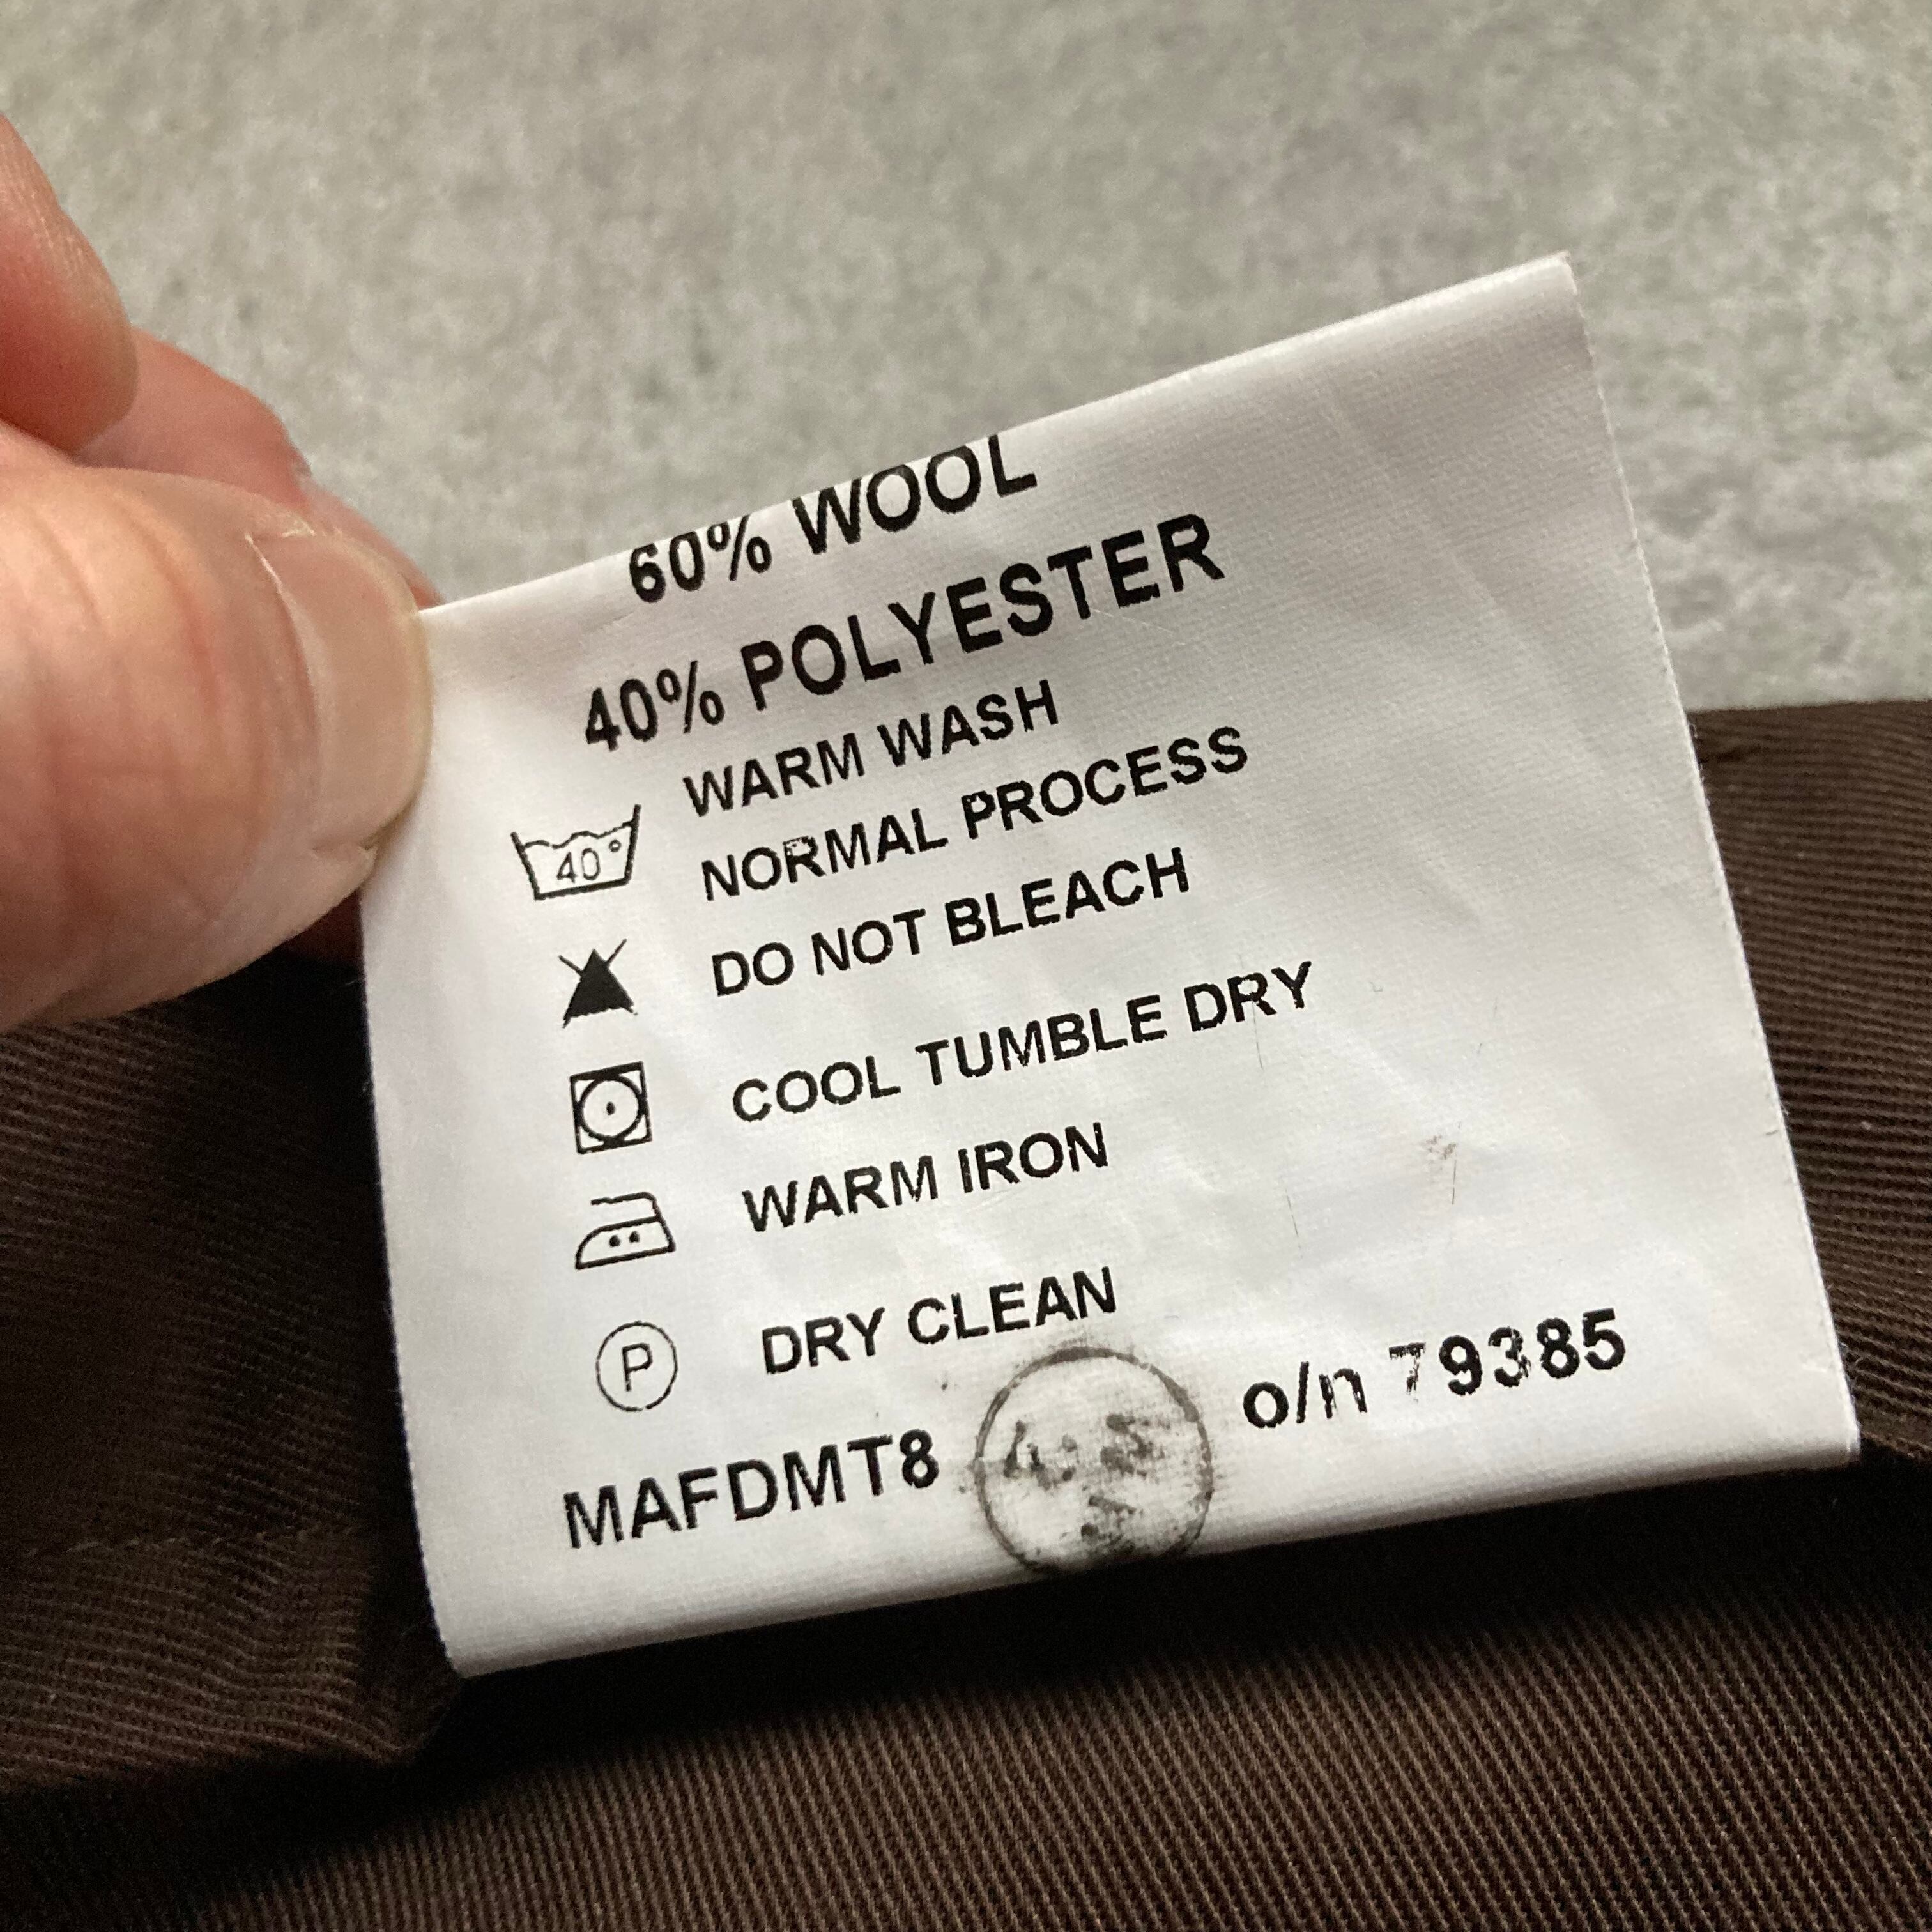 60% WOOL
40% POLYESTER
WARM WASH
40° NORMAL PROCESS
DO NOT BLEACH
COOL TUMBLE DRY
WARM IRON
P DRY CLEAN
MAFDMT8 o/n 79385